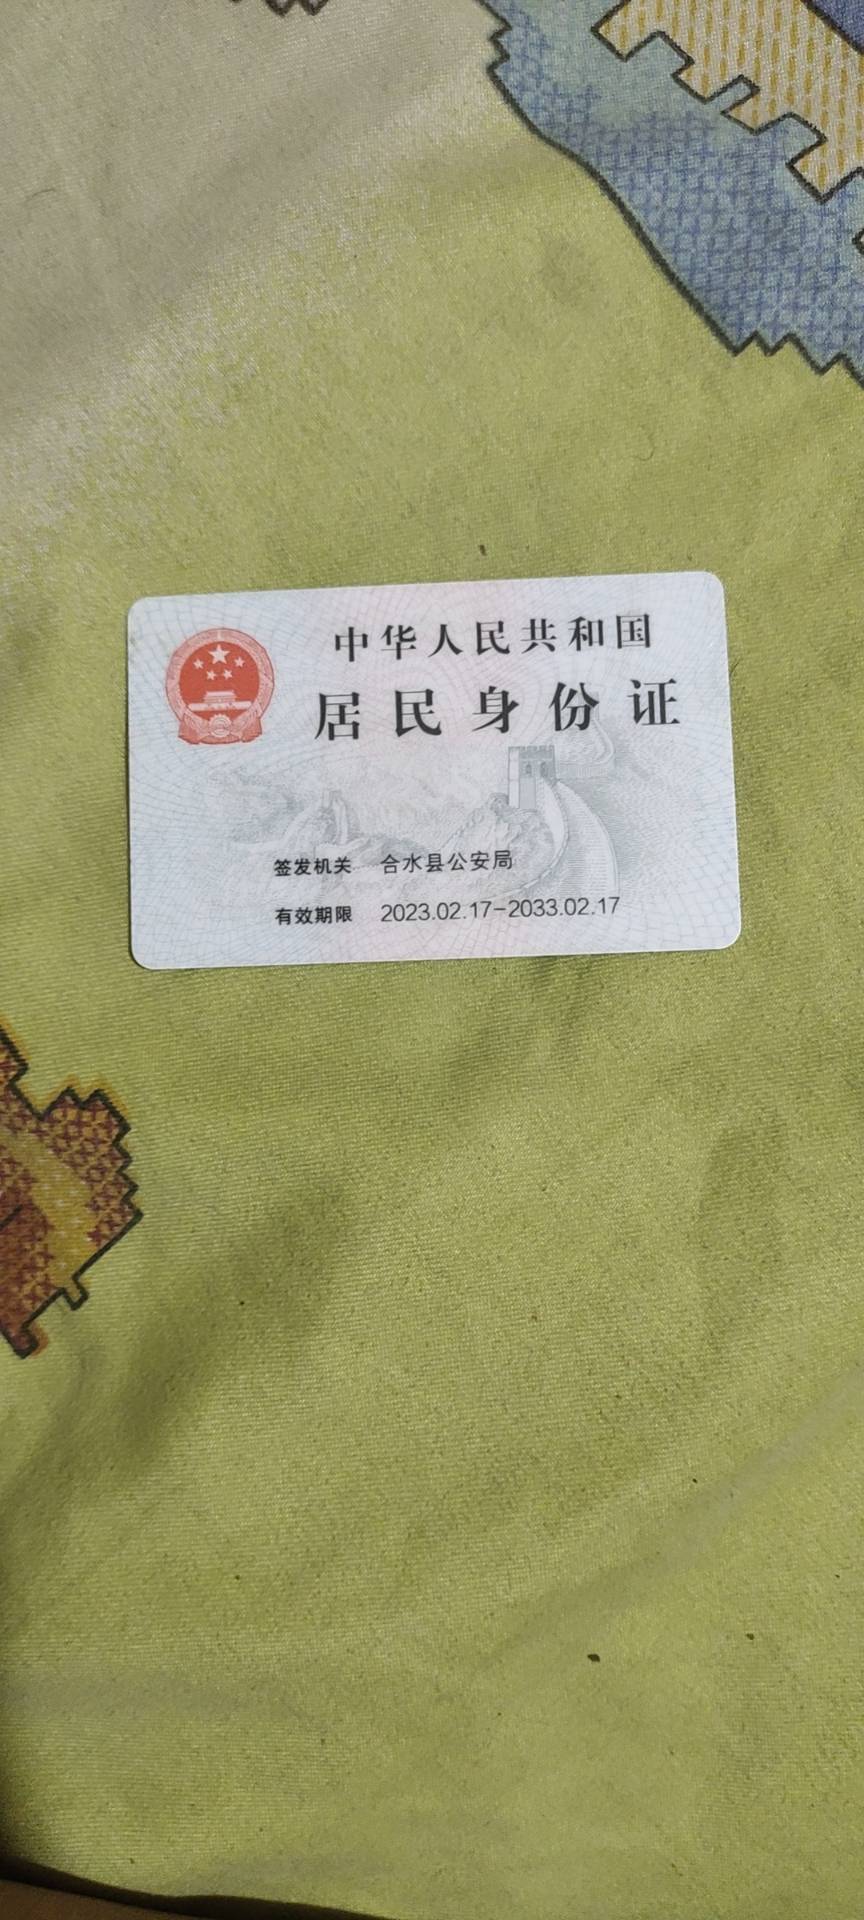 中华人民共和国
居民身份证
签发机关 合水县公安局
有效期限 2023.02.17-2033.02.17